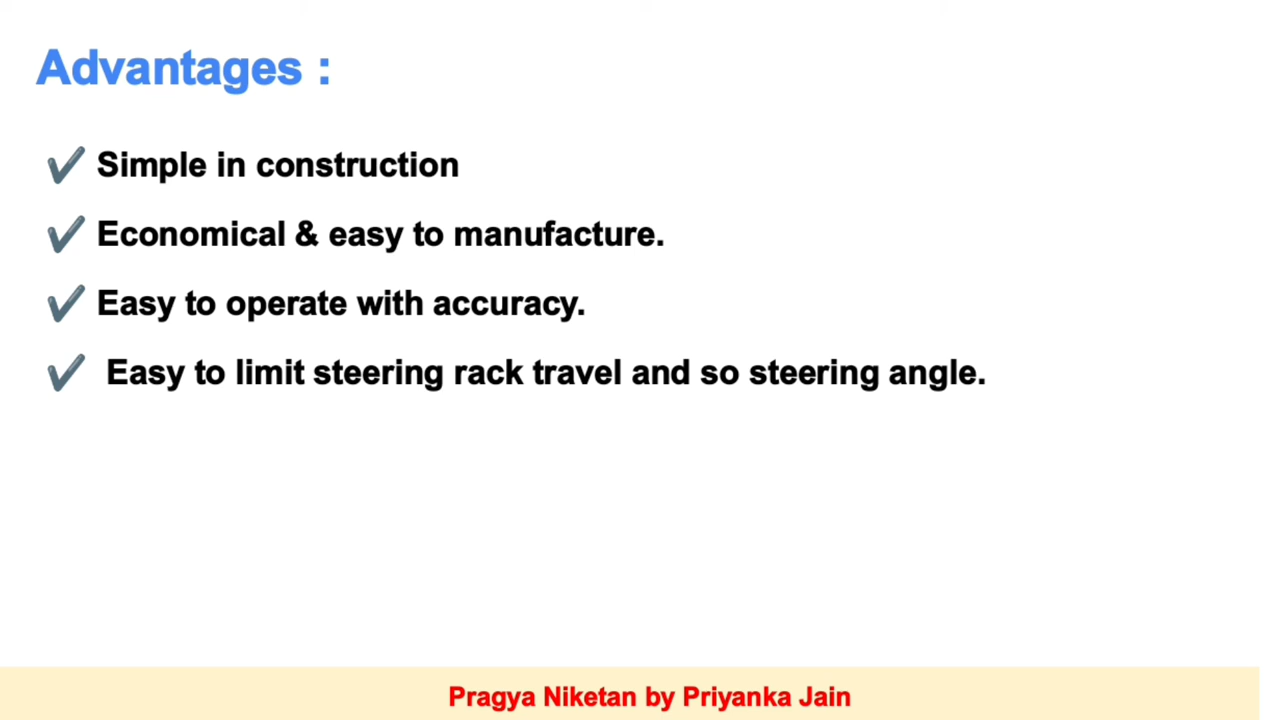 Advantages :
✔ Simple in construction
✔ Economical & easy to manufacture.
✔ Easy to operate with accuracy.
✔ Easy to limit steering rack travel and so steering angle.
Pragya Niketan by Priyanka Jain